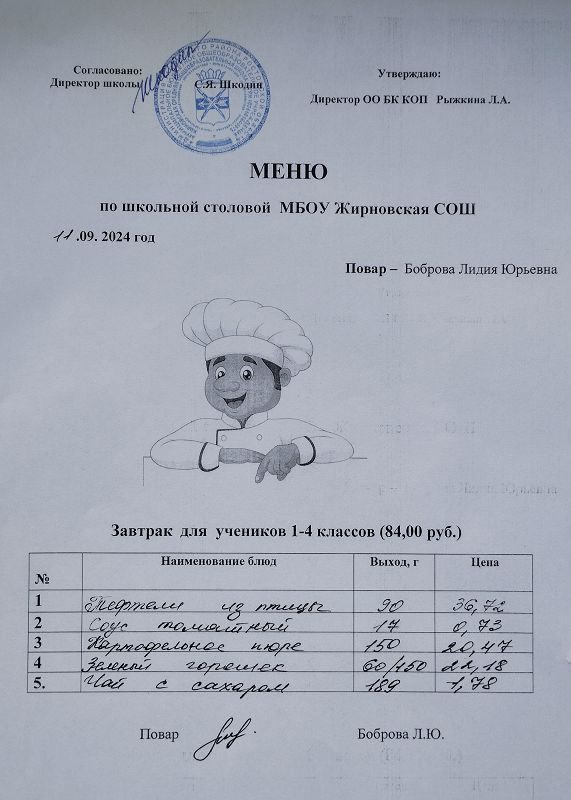 Согласовано:
Директор школы С.Я. Шкодин
Утверждаю:
Директор ОО БК КОП Рыжкина Л.А.
МЕНЮ
по школьной столовой МБОУ Жирновская СОШ
11.09. 2024 год
Повар – Боброва Лидия Юрьевна
Завтрак для учеников 1-4 классов (84,00 руб.)
№ Наименование блюд Выход, г Цена
1 Тефтели из птицы 90 36,72
2 Соус томатный 17 0,73
3 Картофельное пюре 150 20,47
4 Зеленый горошек 60/450 22,18
5. Чай с сахаром 189 1,78
Повар Боброва Л.Ю.